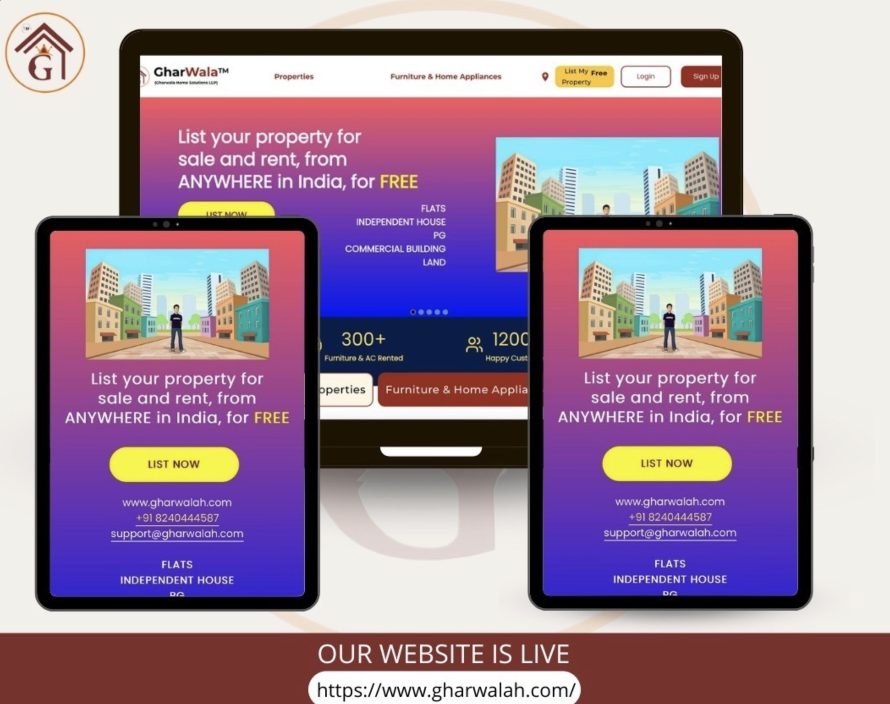 G
GharWala™
(Gharwala Home Solutions LLP)
Properties
Furniture & Home Appliances
List My Free
Property
Login
Sign Up
List your property for
sale and rent, from
ANYWHERE in India, for FREE
LIST NOW
FLATS
INDEPENDENT HOUSE
PG
COMMERCIAL BUILDING
LAND
300+
Furniture & AC Rented
1200
Happy Cust
operties
Furniture & Home Applia
List your property for
sale and rent, from
ANYWHERE in India, for FREE
LIST NOW
www.gharwalah.com
+91 8240444587
support@gharwalah.com
FLATS
INDEPENDENT HOUSE
PG
List your property for
sale and rent, from
ANYWHERE in India, for FREE
LIST NOW
www.gharwalah.com
+91 8240444587
support@gharwalah.com
FLATS
INDEPENDENT HOUSE
PG
OUR WEBSITE IS LIVE
https://www.gharwalah.com/